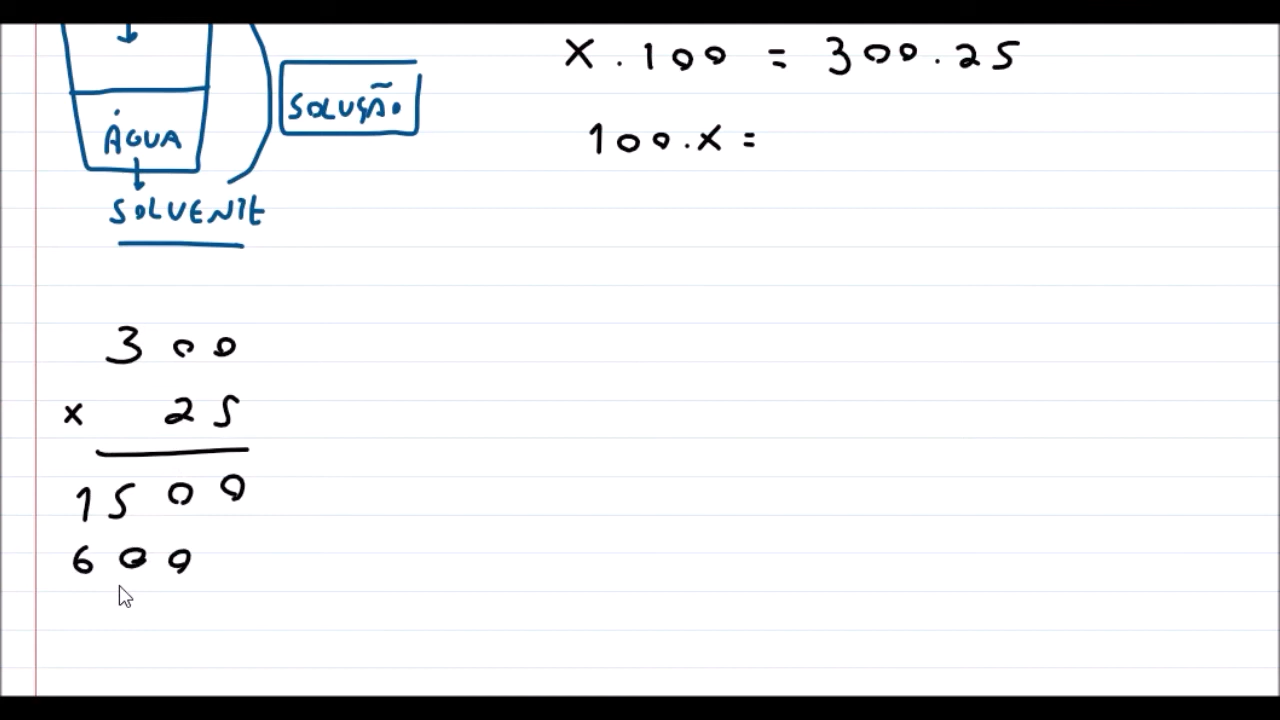 x . 100 = 300 . 25
SOLUÇÃO
ÁGUA
100 . x =
SOLVENTE
300
x 25
1500
600